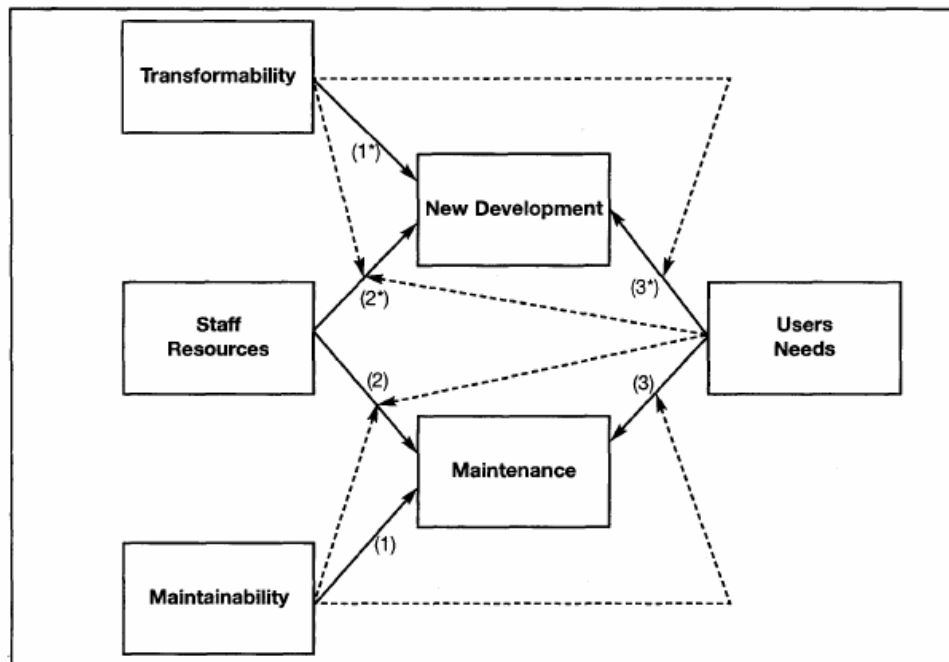 Transformability
(1*)
New Development
(2*)
(3*)
Staff
Resources
Users
Needs
(2)
(3)
Maintenance
(1)
Maintainability